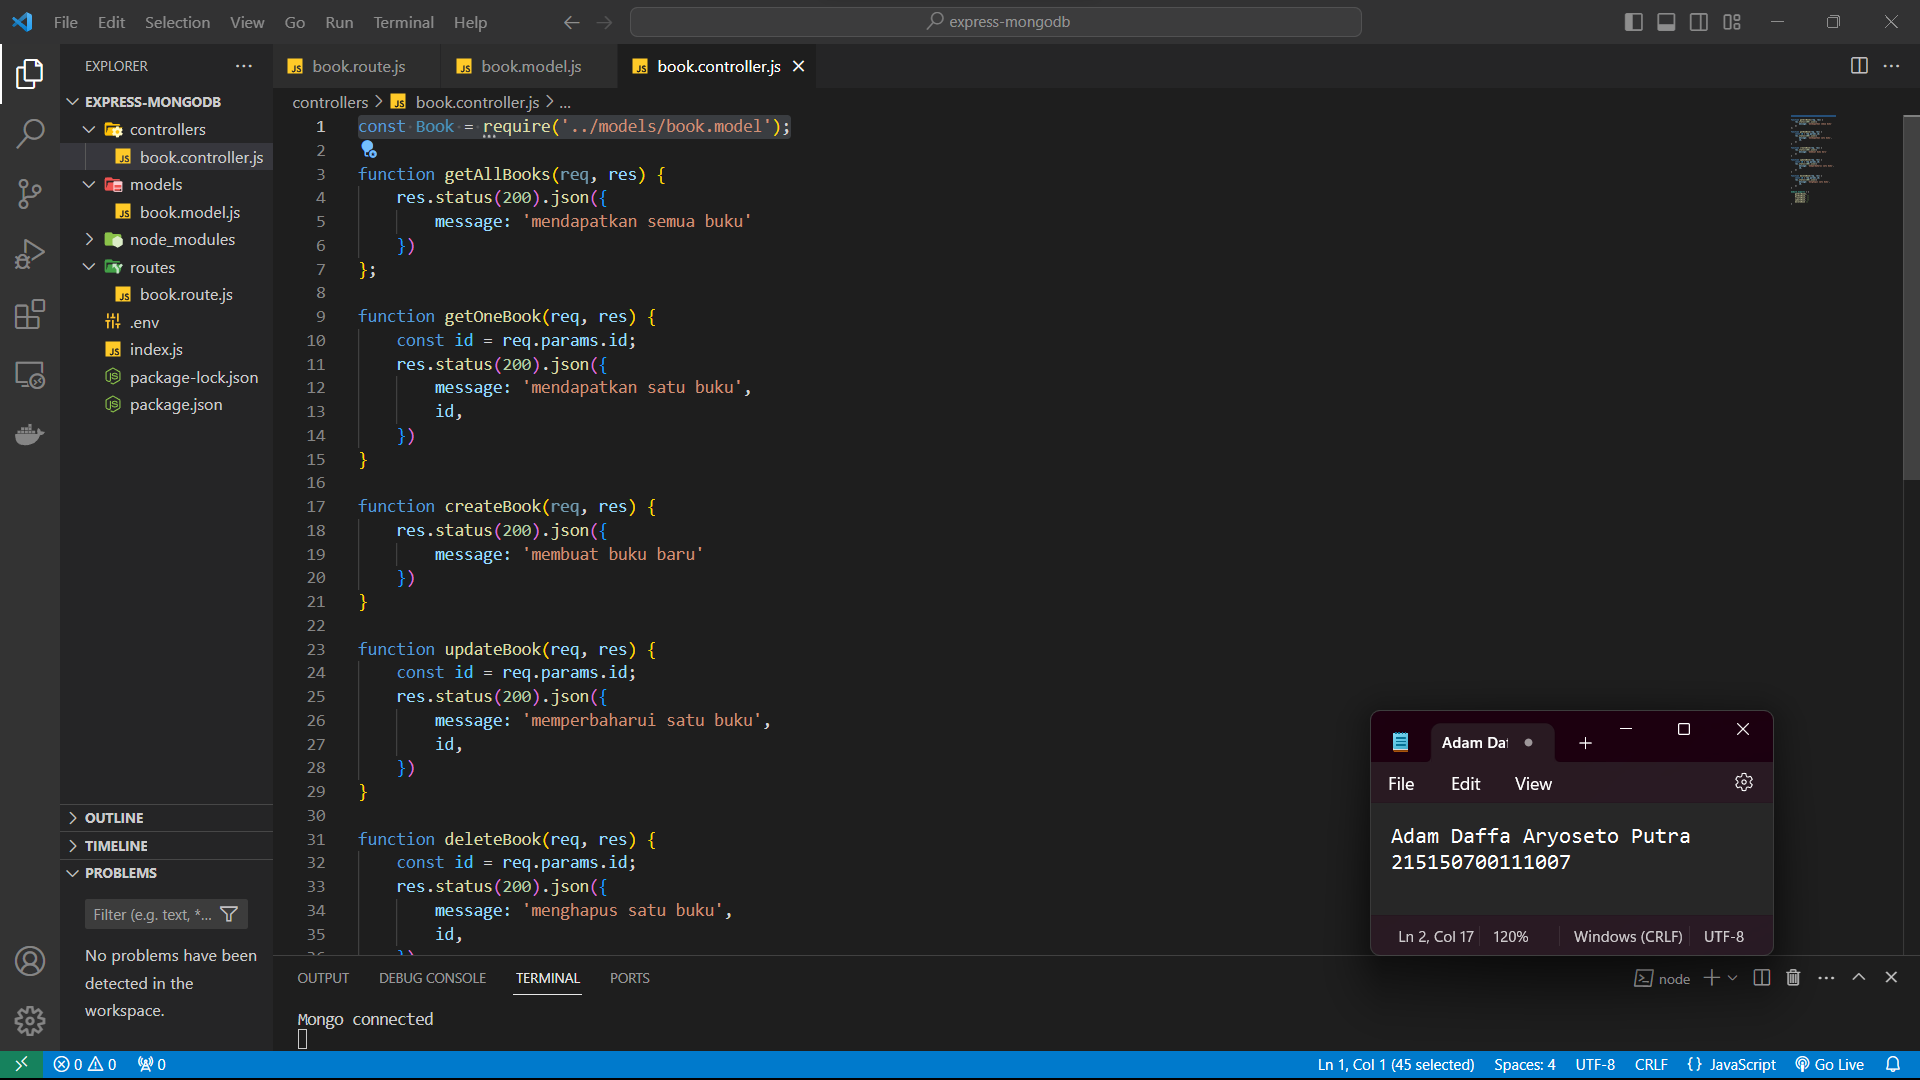 File Edit Selection View Go Run Terminal Help
express-mongodb
EXPLORER
EXPRESS-MONGODB
controllers
book.controller.js
models
book.model.js
node_modules
routes
book.route.js
.env
index.js
package-lock.json
package.json
OUTLINE
TIMELINE
PROBLEMS
Filter (e.g. text, *...
No problems have been
detected in the
workspace.
book.route.js book.model.js book.controller.js
controllers > book.controller.js > ...
1 const Book = require('../models/book.model');
2
3 function getAllBooks(req, res) {
4 res.status(200).json({
5 message: 'mendapatkan semua buku'
6 })
7 };
8
9 function getOneBook(req, res) {
10 const id = req.params.id;
11 res.status(200).json({
12 message: 'mendapatkan satu buku',
13 id,
14 })
15 }
16
17 function createBook(req, res) {
18 res.status(200).json({
19 message: 'membuat buku baru'
20 })
21 }
22
23 function updateBook(req, res) {
24 const id = req.params.id;
25 res.status(200).json({
26 message: 'memperbaharui satu buku',
27 id,
28 })
29 }
30
31 function deleteBook(req, res) {
32 const id = req.params.id;
33 res.status(200).json({
34 message: 'menghapus satu buku',
35 id,
36 })
Adam Da
File Edit View
Adam Daffa Aryoseto Putra
215150700111007
Ln 2, Col 17 120% Windows (CRLF) UTF-8
OUTPUT DEBUG CONSOLE TERMINAL PORTS
node
Mongo connected
0 0 0
Ln 1, Col 1 (45 selected) Spaces: 4 UTF-8 CRLF {} JavaScript Go Live